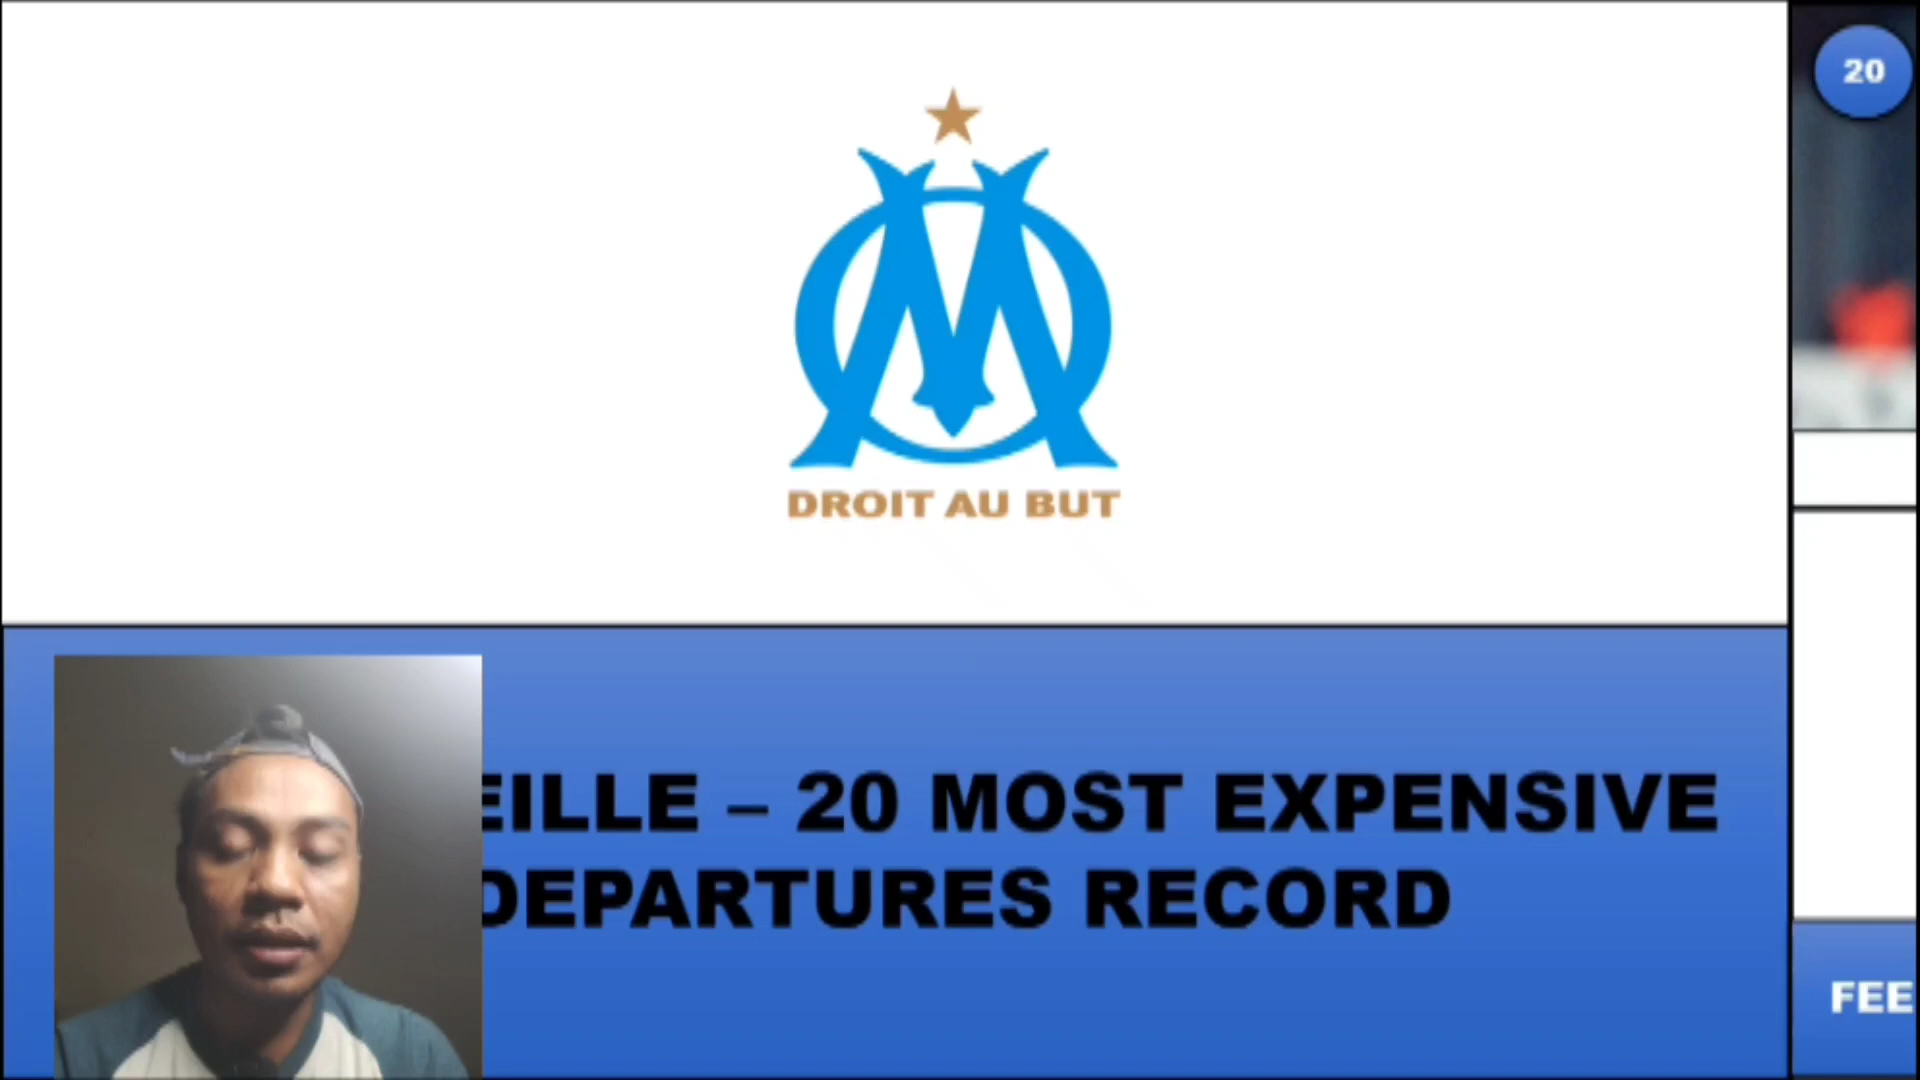 20
DROIT AU BUT
EILLE – 20 MOST EXPENSIVE
DEPARTURES RECORD
FEE